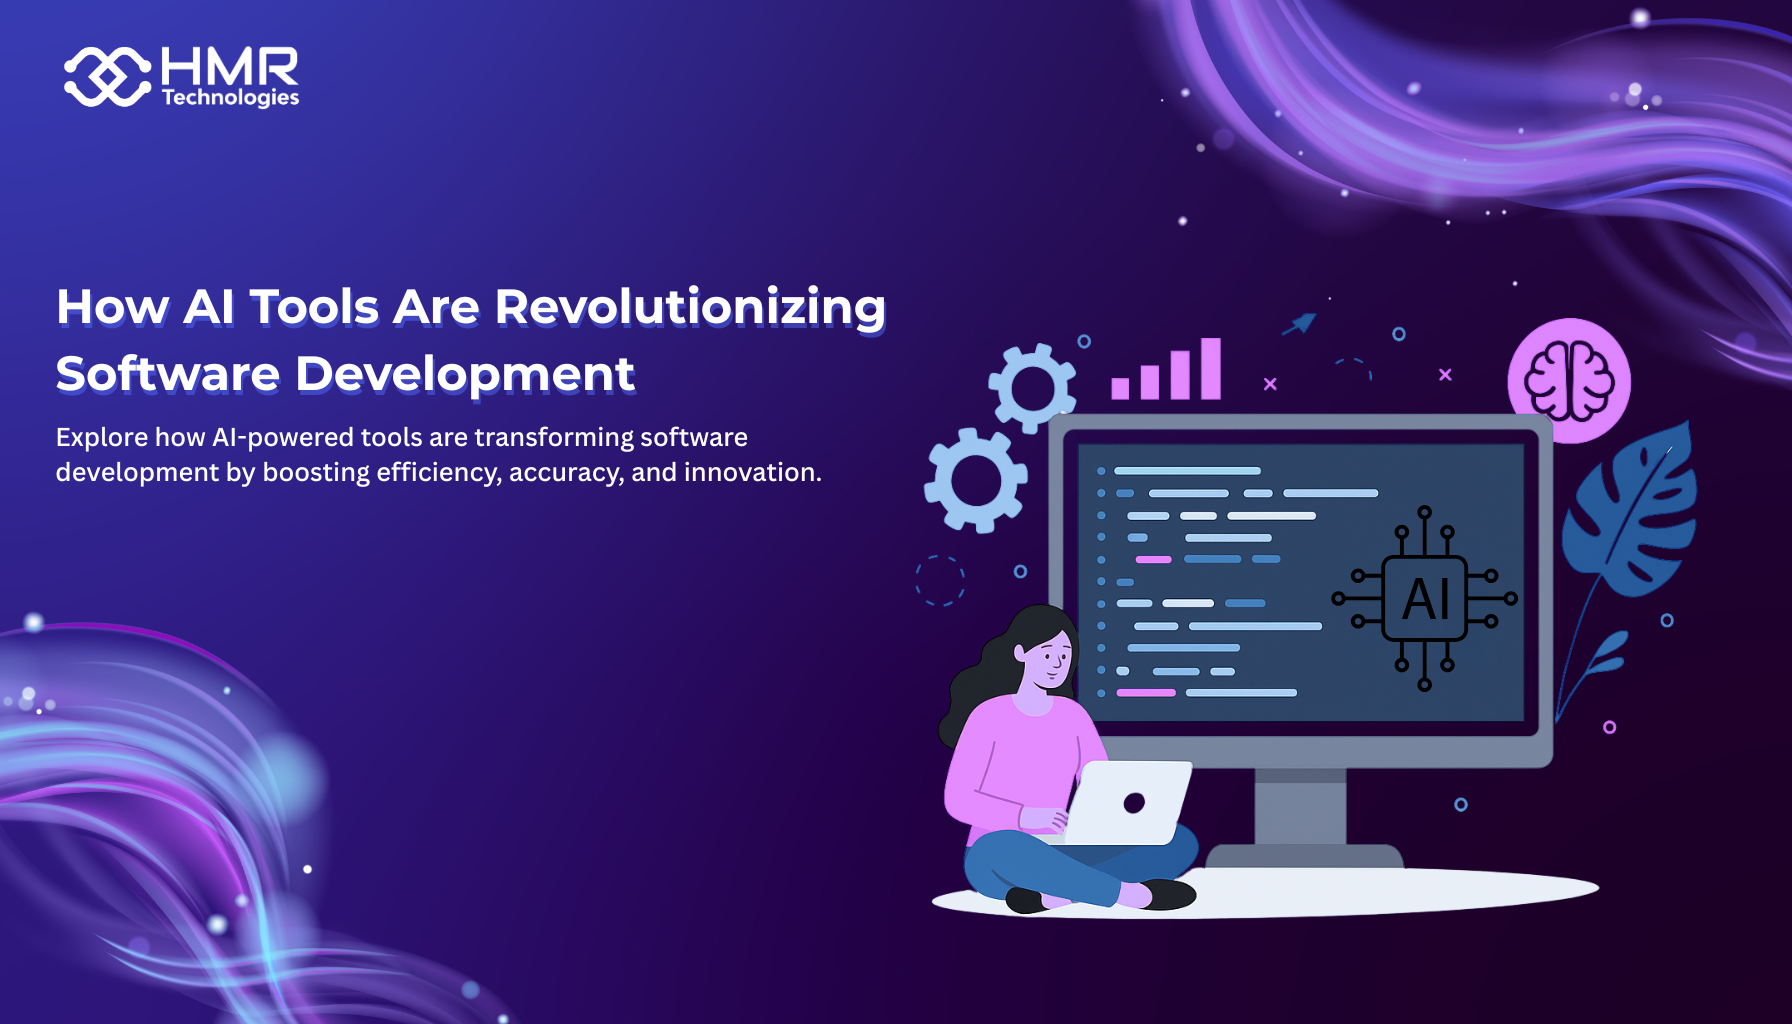 HMR
Technologies
How AI Tools Are Revolutionizing
Software Development
Explore how AI-powered tools are transforming software
development by boosting efficiency, accuracy, and innovation.
AI